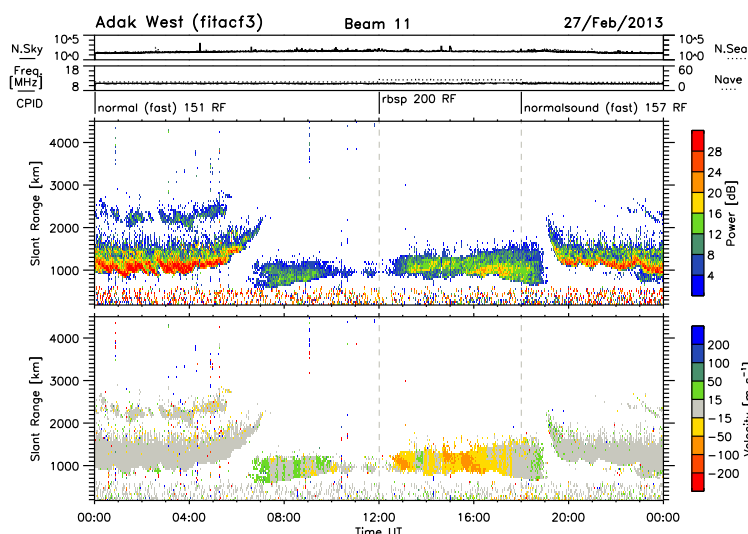 Adak West (fitacf3) Beam 11 27/Feb/2013
N.Sky 10^5 10^0 10^5 10^0 N.Sea
Freq. [MHz] 18 8 60 0 Nave
CPID normal (fast) 151 RF rbsp 200 RF normalsound (fast) 157 RF
Slant Range [km] 4000 3000 2000 1000
28 24 20 16 12 8 4 Power [dB]
Slant Range [km] 4000 3000 2000 1000
200 100 50 15 -15 -50 -100 -200 Velocity [m s⁻¹]
00:00 04:00 08:00 12:00 16:00 20:00 00:00
Time UT